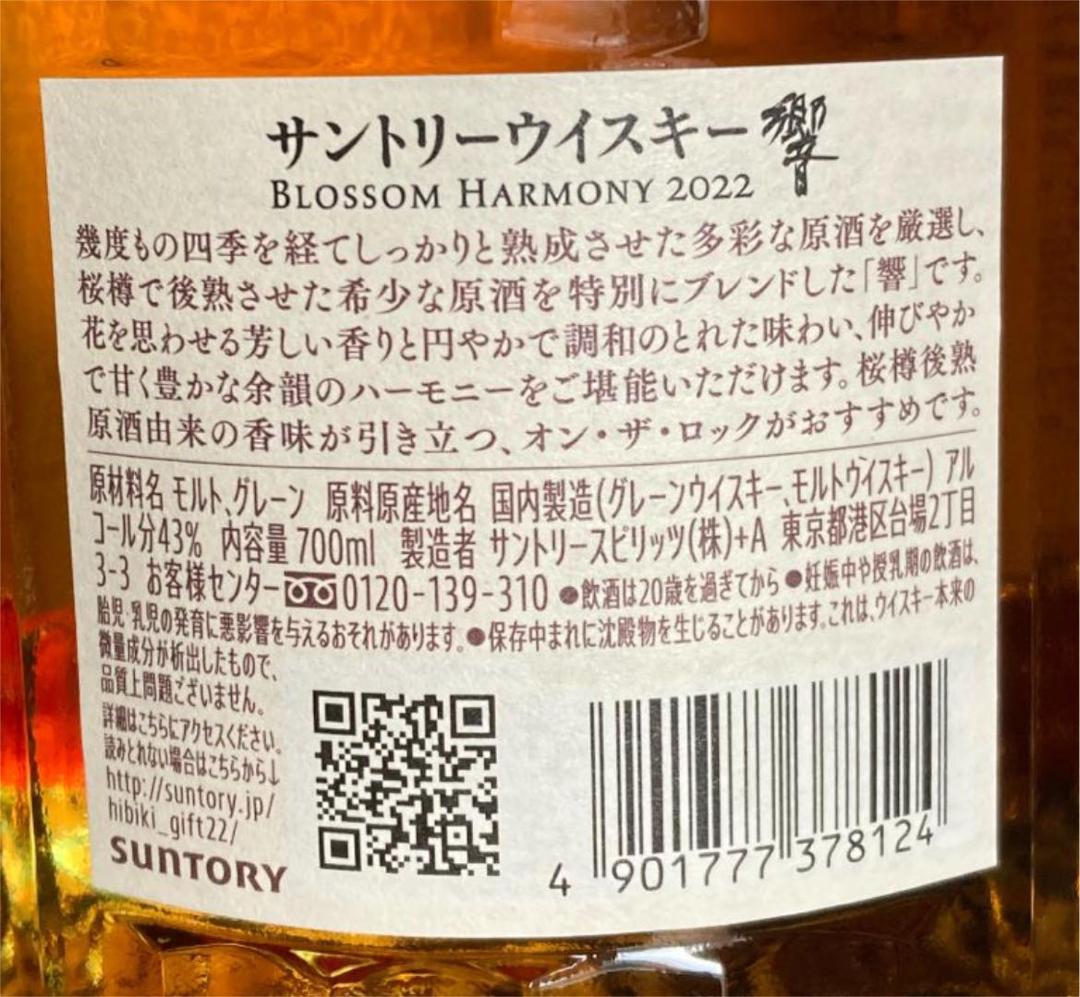 サントリーウイスキー 響
BLOSSOM HARMONY 2022
幾度もの四季を経てしっかりと熟成させた多彩な原酒を厳選し、
桜樽で後熟させた希少な原酒を特別にブレンドした「響」です。
花を思わせる芳しい香りと円やかで調和のとれた味わい、伸びやか
で甘く豊かな余韻のハーモニーをご堪能いただけます。桜樽後熟
原酒由来の香味が引き立つ、オン・ザ・ロックがおすすめです。
原材料名 モルト、グレーン 原料原産地名 国内製造(グレーンウイスキー、モルトウイスキー) アル
コール分43% 内容量 700ml 製造者 サントリースピリッツ(株)+A 東京都港区台場2丁目
3-3 お客様センター 0120-139-310 ●飲酒は20歳を過ぎてから ●妊娠中や授乳期の飲酒は、
胎児・乳児の発育に悪影響を与えるおそれがあります。●保存中まれに沈殿物を生じることがあります。これは、ウイスキー本来の
微量成分が析出したもので、
品質上問題ございません。
詳細はこちらにアクセスください。
読みとれない場合はこちらから↓
http://suntory.jp/
hibiki_gift22/
SUNTORY
4 901777 378124